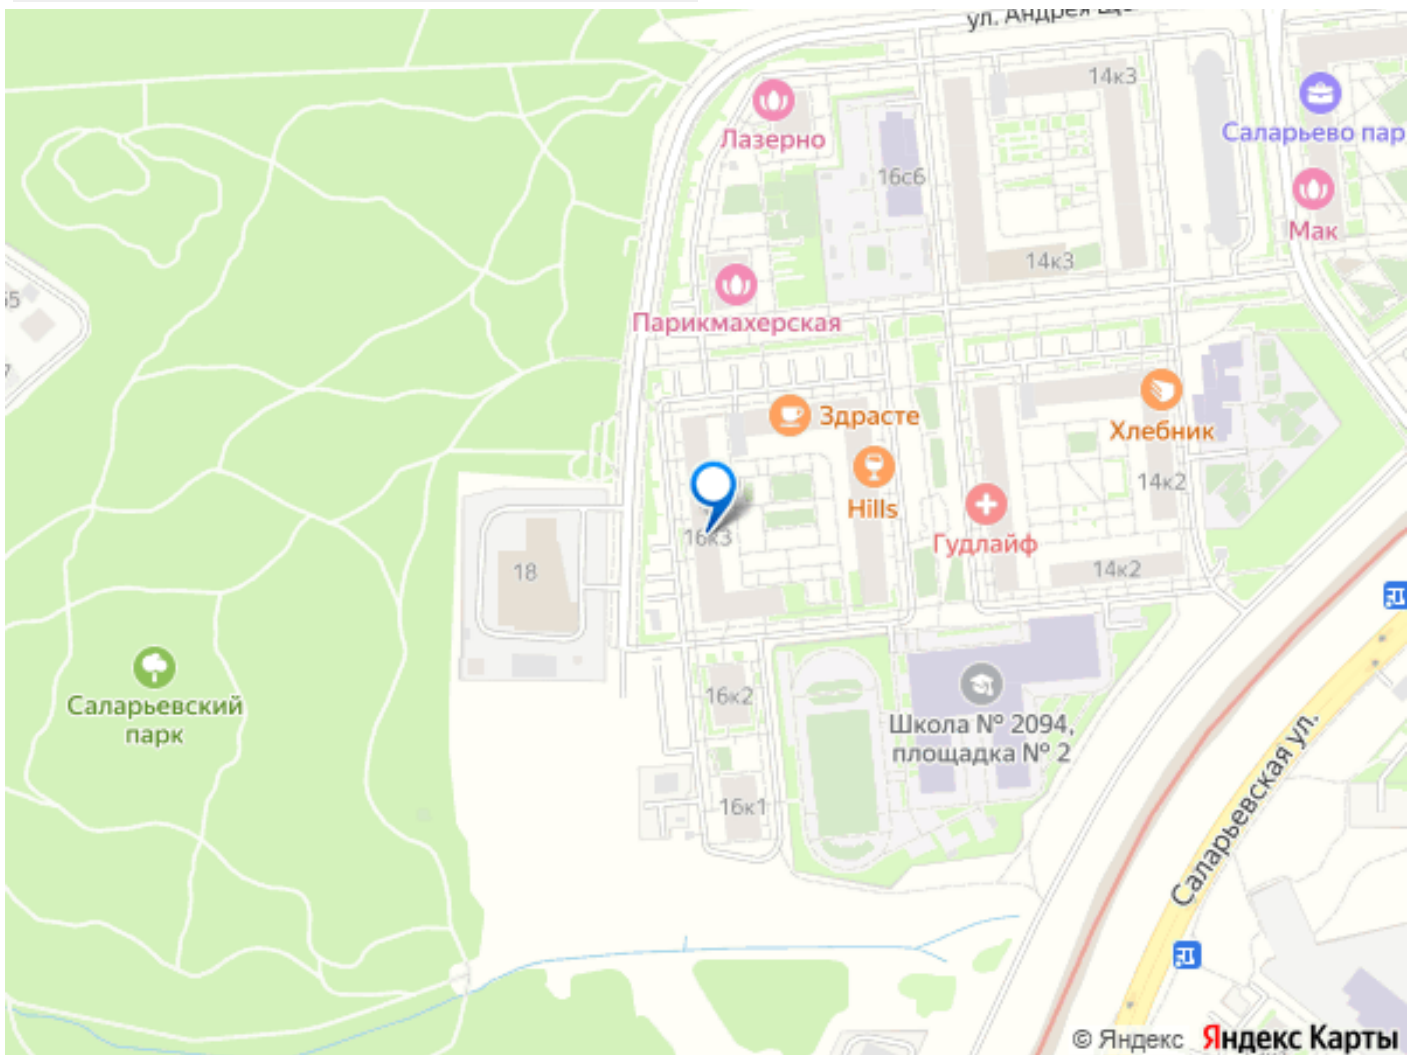 ул. Андрея
14к3
Лазерно
Саларьево пар
16с6
Мак
14к3
Парикмахерская
Здрасте
Хлебник
14к2
Hills
16к3
Гудлайф
14к2
18
Саларьевский
парк
16к2
Школа № 2094,
площадка № 2
16к1
Саларьевская ул.
© Яндекс Яндекс Карты